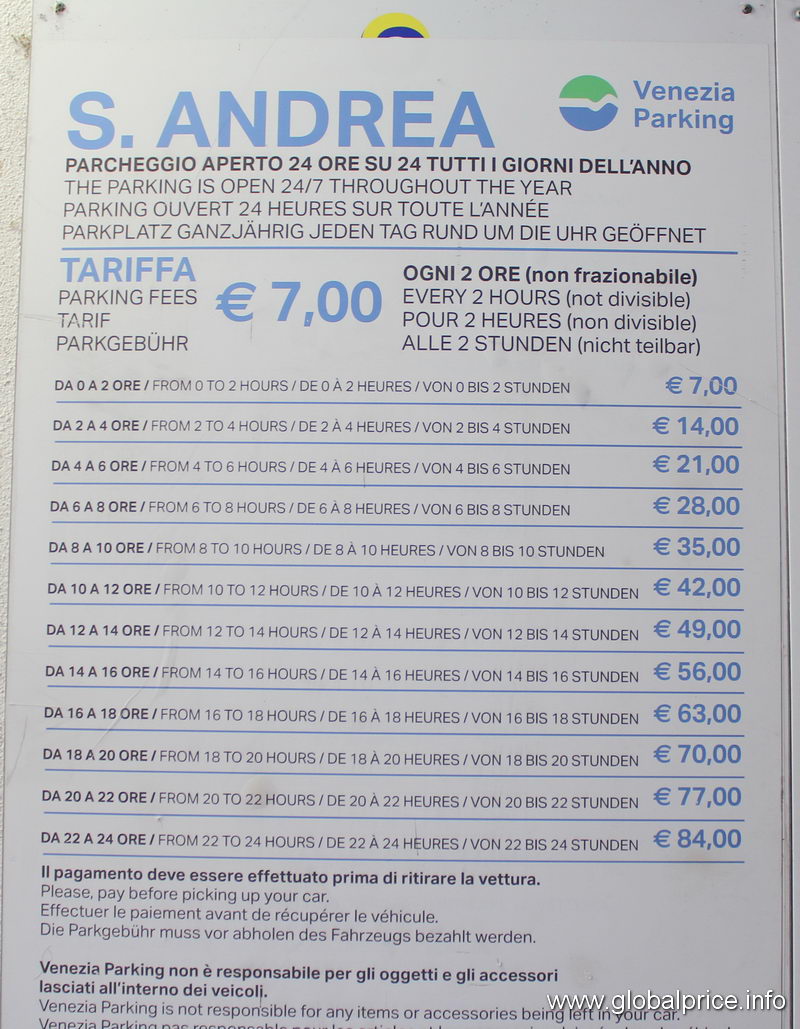 S. ANDREA
Venezia
Parking
PARCHEGGIO APERTO 24 ORE SU 24 TUTTI I GIORNI DELL'ANNO
THE PARKING IS OPEN 24/7 THROUGHOUT THE YEAR
PARKING OUVERT 24 HEURES SUR TOUTE L'ANNÉE
PARKPLATZ GANZJÄHRIG JEDEN TAG RUND UM DIE UHR GEÖFFNET
TARIFFA
PARKING FEES
TARIF
PARKGEBÜHR
€ 7,00
OGNI 2 ORE (non frazionabile)
EVERY 2 HOURS (not divisible)
POUR 2 HEURES (non divisible)
ALLE 2 STUNDEN (nicht teilbar)
DA 0 A 2 ORE / FROM 0 TO 2 HOURS / DE 0 À 2 HEURES / VON 0 BIS 2 STUNDEN € 7,00
DA 2 A 4 ORE / FROM 2 TO 4 HOURS / DE 2 À 4 HEURES / VON 2 BIS 4 STUNDEN € 14,00
DA 4 A 6 ORE / FROM 4 TO 6 HOURS / DE 4 À 6 HEURES / VON 4 BIS 6 STUNDEN € 21,00
DA 6 A 8 ORE / FROM 6 TO 8 HOURS / DE 6 À 8 HEURES / VON 6 BIS 8 STUNDEN € 28,00
DA 8 A 10 ORE / FROM 8 TO 10 HOURS / DE 8 À 10 HEURES / VON 8 BIS 10 STUNDEN € 35,00
DA 10 A 12 ORE / FROM 10 TO 12 HOURS / DE 10 À 12 HEURES / VON 10 BIS 12 STUNDEN € 42,00
DA 12 A 14 ORE / FROM 12 TO 14 HOURS / DE 12 À 14 HEURES / VON 12 BIS 14 STUNDEN € 49,00
DA 14 A 16 ORE / FROM 14 TO 16 HOURS / DE 14 À 16 HEURES / VON 14 BIS 16 STUNDEN € 56,00
DA 16 A 18 ORE / FROM 16 TO 18 HOURS / DE 16 À 18 HEURES / VON 16 BIS 18 STUNDEN € 63,00
DA 18 A 20 ORE / FROM 18 TO 20 HOURS / DE 18 À 20 HEURES / VON 18 BIS 20 STUNDEN € 70,00
DA 20 A 22 ORE / FROM 20 TO 22 HOURS / DE 20 À 22 HEURES / VON 20 BIS 22 STUNDEN € 77,00
DA 22 A 24 ORE / FROM 22 TO 24 HOURS / DE 22 À 24 HEURES / VON 22 BIS 24 STUNDEN € 84,00
Il pagamento deve essere effettuato prima di ritirare la vettura.
Please, pay before picking up your car.
Effectuer le paiement avant de récupérer le véhicule.
Die Parkgebühr muss vor abholen des Fahrzeugs bezahlt werden.
Venezia Parking non è responsabile per gli oggetti e gli accessori
lasciati all'interno dei veicoli.
Venezia Parking is not responsible for any items or accessories being left in your car.
www.globalprice.info